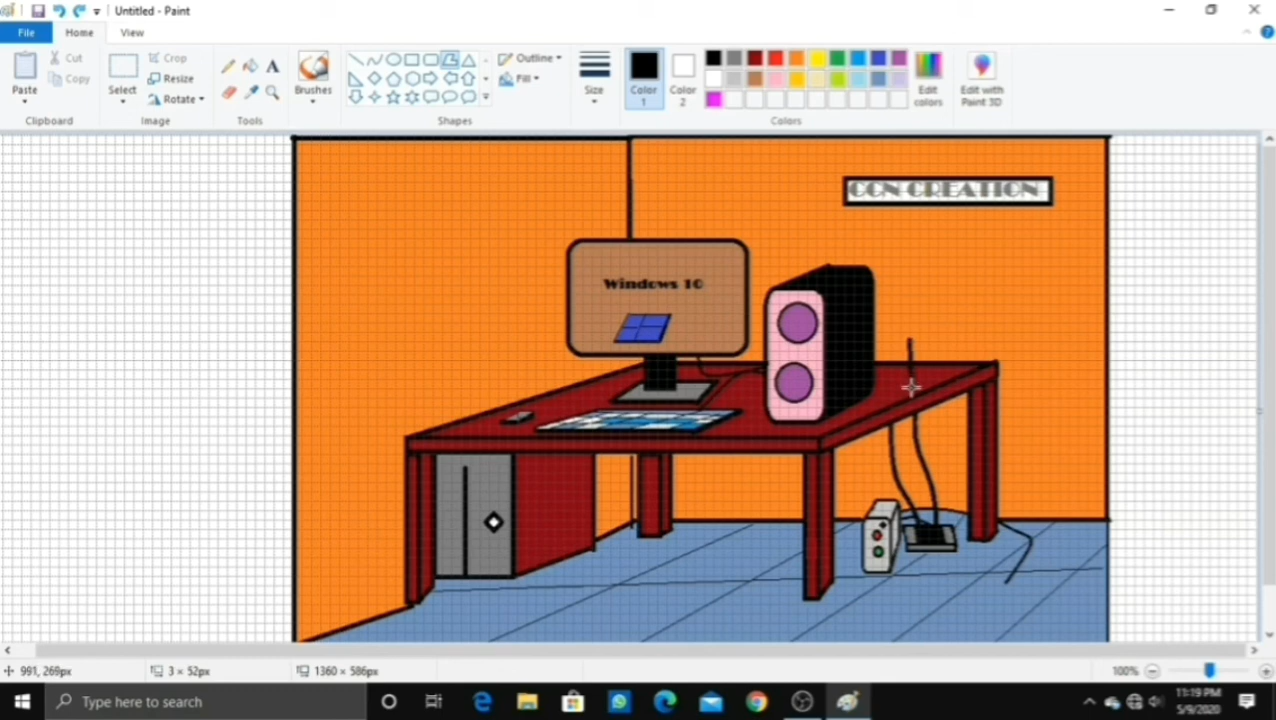 Untitled - Paint
File
Home
View
Paste
Cut
Copy
Clipboard
Select
Crop
Resize
Rotate
Image
A
Tools
Brushes
Shapes
Outline
Fill
Size
Color
1
Color
2
Edit
colors
Edit with
Paint 3D
Colors
CCN CREATION
Windows 10
991, 269px
3 × 52px
1360 × 586px
100%
Type here to search
11:19 PM
5/9/2020